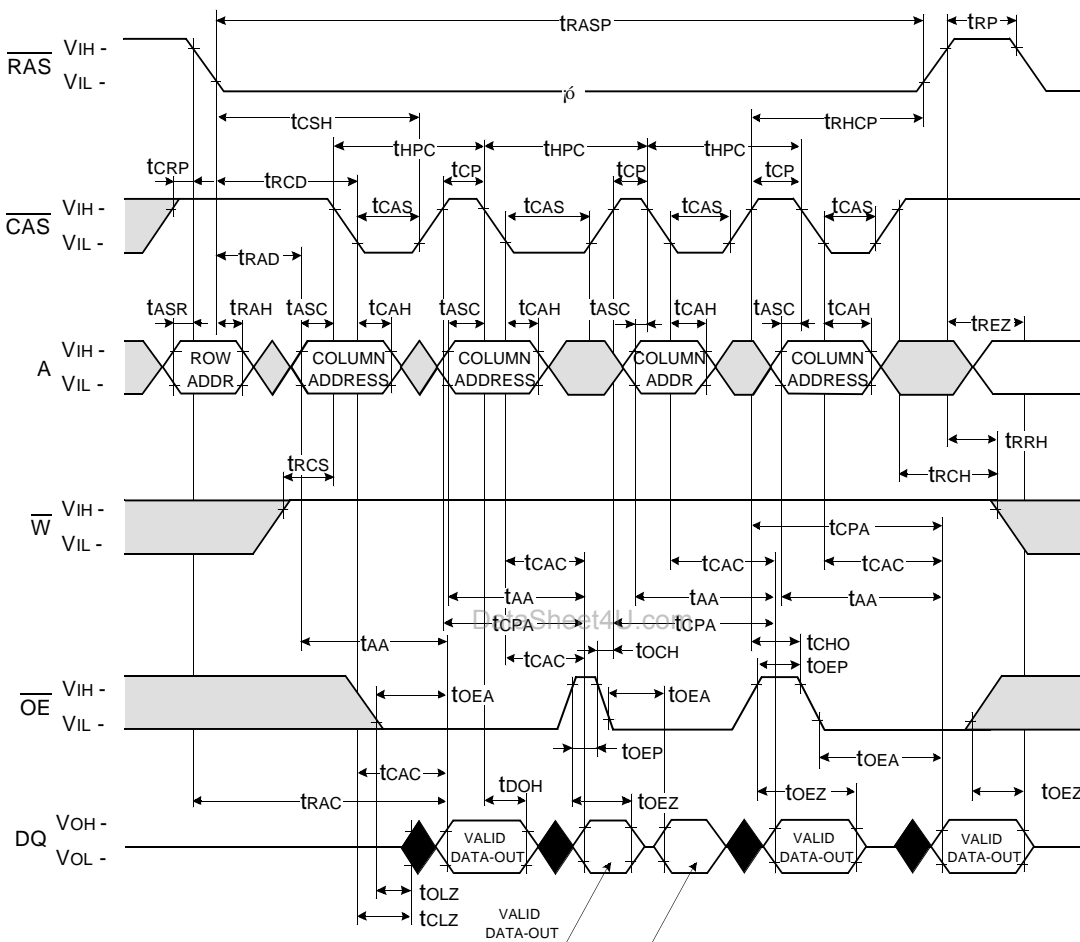 tRASP
tRP
RAS
VIH -
VIL -
¡ó
tCSH
tRHCP
tHPC
tHPC
tHPC
tCRP
tRCD
tCP
tCP
tCP
CAS
VIH -
VIL -
tCAS
tCAS
tCAS
tCAS
tRAD
tASR
tRAH
tASC
tCAH
tASC
tCAH
tASC
tCAH
tASC
tCAH
tREZ
A
VIH -
VIL -
ROW
ADDR
COLUMN
ADDRESS
COLUMN
ADDRESS
COLUMN
ADDR
COLUMN
ADDRESS
tRRH
tRCS
tRCH
W
VIH -
VIL -
tCPA
tCAC
tCAC
tCAC
tAA
tAA
tAA
DataSheet4U.com
tCPA
tCPA
tAA
tCHO
tCAC
tOCH
tOEP
OE
VIH -
VIL -
tOEA
tOEA
tOEP
tOEA
tCAC
tDOH
tRAC
tOEZ
tOEZ
tOEZ
DQ
VOH -
VOL -
VALID
DATA-OUT
VALID
DATA-OUT
VALID
DATA-OUT
tOLZ
tCLZ
VALID
DATA-OUT